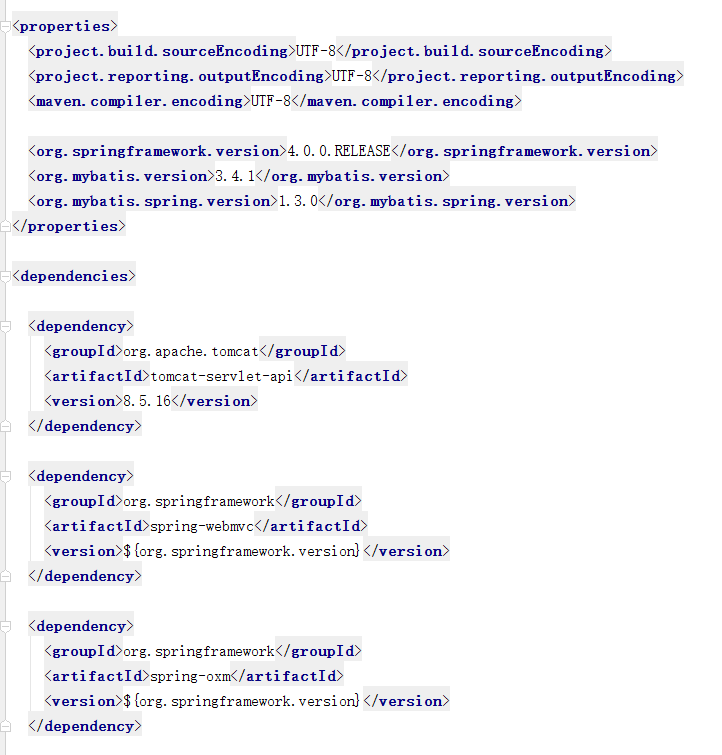 <properties>
<project.build.sourceEncoding>UTF-8</project.build.sourceEncoding>
<project.reporting.outputEncoding>UTF-8</project.reporting.outputEncoding>
<maven.compiler.encoding>UTF-8</maven.compiler.encoding>
<org.springframework.version>4.0.0.RELEASE</org.springframework.version>
<org.mybatis.version>3.4.1</org.mybatis.version>
<org.mybatis.spring.version>1.3.0</org.mybatis.spring.version>
</properties>
<dependencies>
<dependency>
<groupId>org.apache.tomcat</groupId>
<artifactId>tomcat-servlet-api</artifactId>
<version>8.5.16</version>
</dependency>
<dependency>
<groupId>org.springframework</groupId>
<artifactId>spring-webmvc</artifactId>
<version>${org.springframework.version}</version>
</dependency>
<dependency>
<groupId>org.springframework</groupId>
<artifactId>spring-oxm</artifactId>
<version>${org.springframework.version}</version>
</dependency>